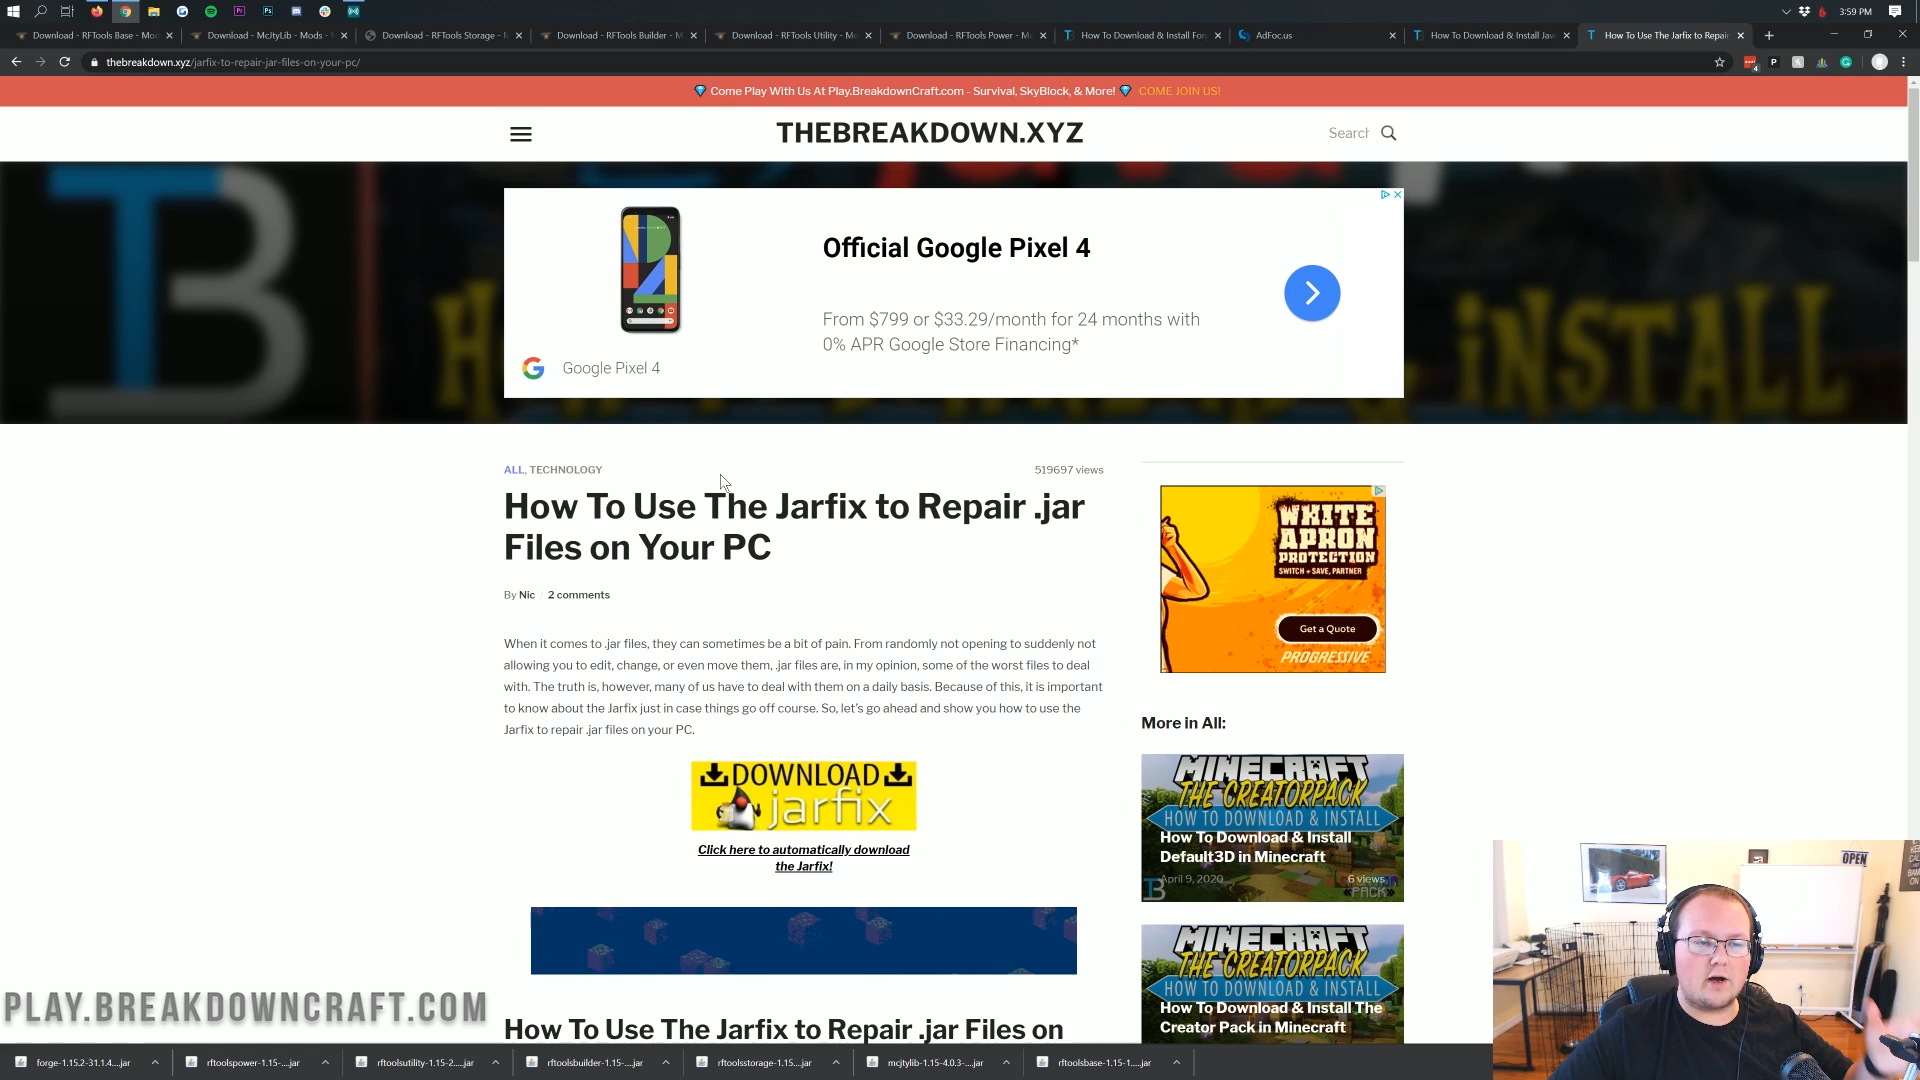 3:59 PM
Download - RFTools Base - Mod
Download - McJtyLib - Mods -
Download - RFTools Storage -
Download - RFTools Builder - M
Download - RFTools Utility - Mo
Download - RFTools Power - Mo
How To Download & Install For
AdFoc.us
How To Download & Install Jav
How To Use The Jarfix to Repair
thebreakdown.xyz/jarfix-to-repair-jar-files-on-your-pc/
Come Play With Us At Play.BreakdownCraft.com - Survival, SkyBlock, & More! COME JOIN US!
THEBREAKDOWN.XYZ
Search
Official Google Pixel 4
From $799 or $33.29/month for 24 months with
0% APR Google Store Financing*
Google Pixel 4
INSTALL
ALL, TECHNOLOGY
519697 views
How To Use The Jarfix to Repair .jar
Files on Your PC
By Nic / 2 comments
When it comes to .jar files, they can sometimes be a bit of pain. From randomly not opening to suddenly not
allowing you to edit, change, or even move them, .jar files are, in my opinion, some of the worst files to deal
with. The truth is, however, many of us have to deal with them on a daily basis. Because of this, it is important
to know about the Jarfix just in case things go off course. So, let's go ahead and show you how to use the
Jarfix to repair .jar files on your PC.
DOWNLOAD
jarfix
Click here to automatically download
the Jarfix!
How To Use The Jarfix to Repair .jar Files on
WHITE
APRON
PROTECTION
SWITCH + SAVE, PARTNER
Get a Quote
PROGRESSIVE
More in All:
MINECRAFT
THE CREATORPACK
HOW TO DOWNLOAD & INSTALL
How To Download & Install
Default3D in Minecraft
April 9, 2020
6 views
PACK
MINECRAFT
THE CREATORPACK
HOW TO DOWNLOAD & INSTALL
How To Download & Install The
Creator Pack in Minecraft
OPEN
PLAY.BREAKDOWNCRAFT.COM
forge-1.15.2-31.1.4....jar
rftoolspower-1.15-....jar
rftoolsutility-1.15-2....jar
rftoolsbuilder-1.15-....jar
rftoolsstorage-1.15....jar
mcjtylib-1.15-4.0.3-....jar
rftoolsbase-1.15-1....jar